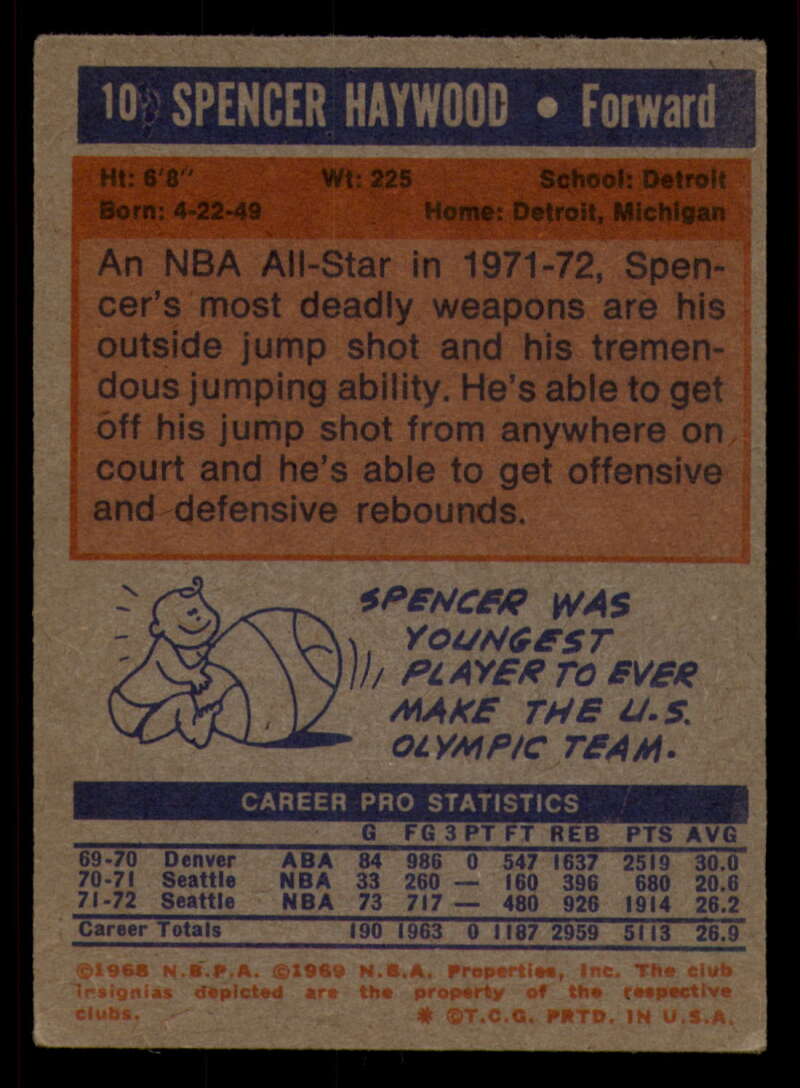 10 SPENCER HAYWOOD • Forward
Ht: 6'8" Wt: 225 School: Detroit
Born: 4-22-49 Home: Detroit, Michigan
An NBA All-Star in 1971-72, Spen-
cer's most deadly weapons are his
outside jump shot and his tremen-
dous jumping ability. He's able to get
off his jump shot from anywhere on
court and he's able to get offensive
and defensive rebounds.
SPENCER WAS
YOUNGEST
PLAYER TO EVER
MAKE THE U.S.
OLYMPIC TEAM.
CAREER PRO STATISTICS
G FG 3 PT FT REB PTS AVG
69-70 Denver ABA 84 986 0 547 1637 2519 30.0
70-71 Seattle NBA 33 260 — 160 396 680 20.6
71-72 Seattle NBA 73 717 — 480 926 1914 26.2
Career Totals 190 1963 0 1187 2959 5113 26.9
©1968 N.B.P.A. ©1969 N.B.A. Properties, Inc. The club
insignias depicted are the property of the respective
clubs. * ©T.C.G. PRTD. IN U.S.A.